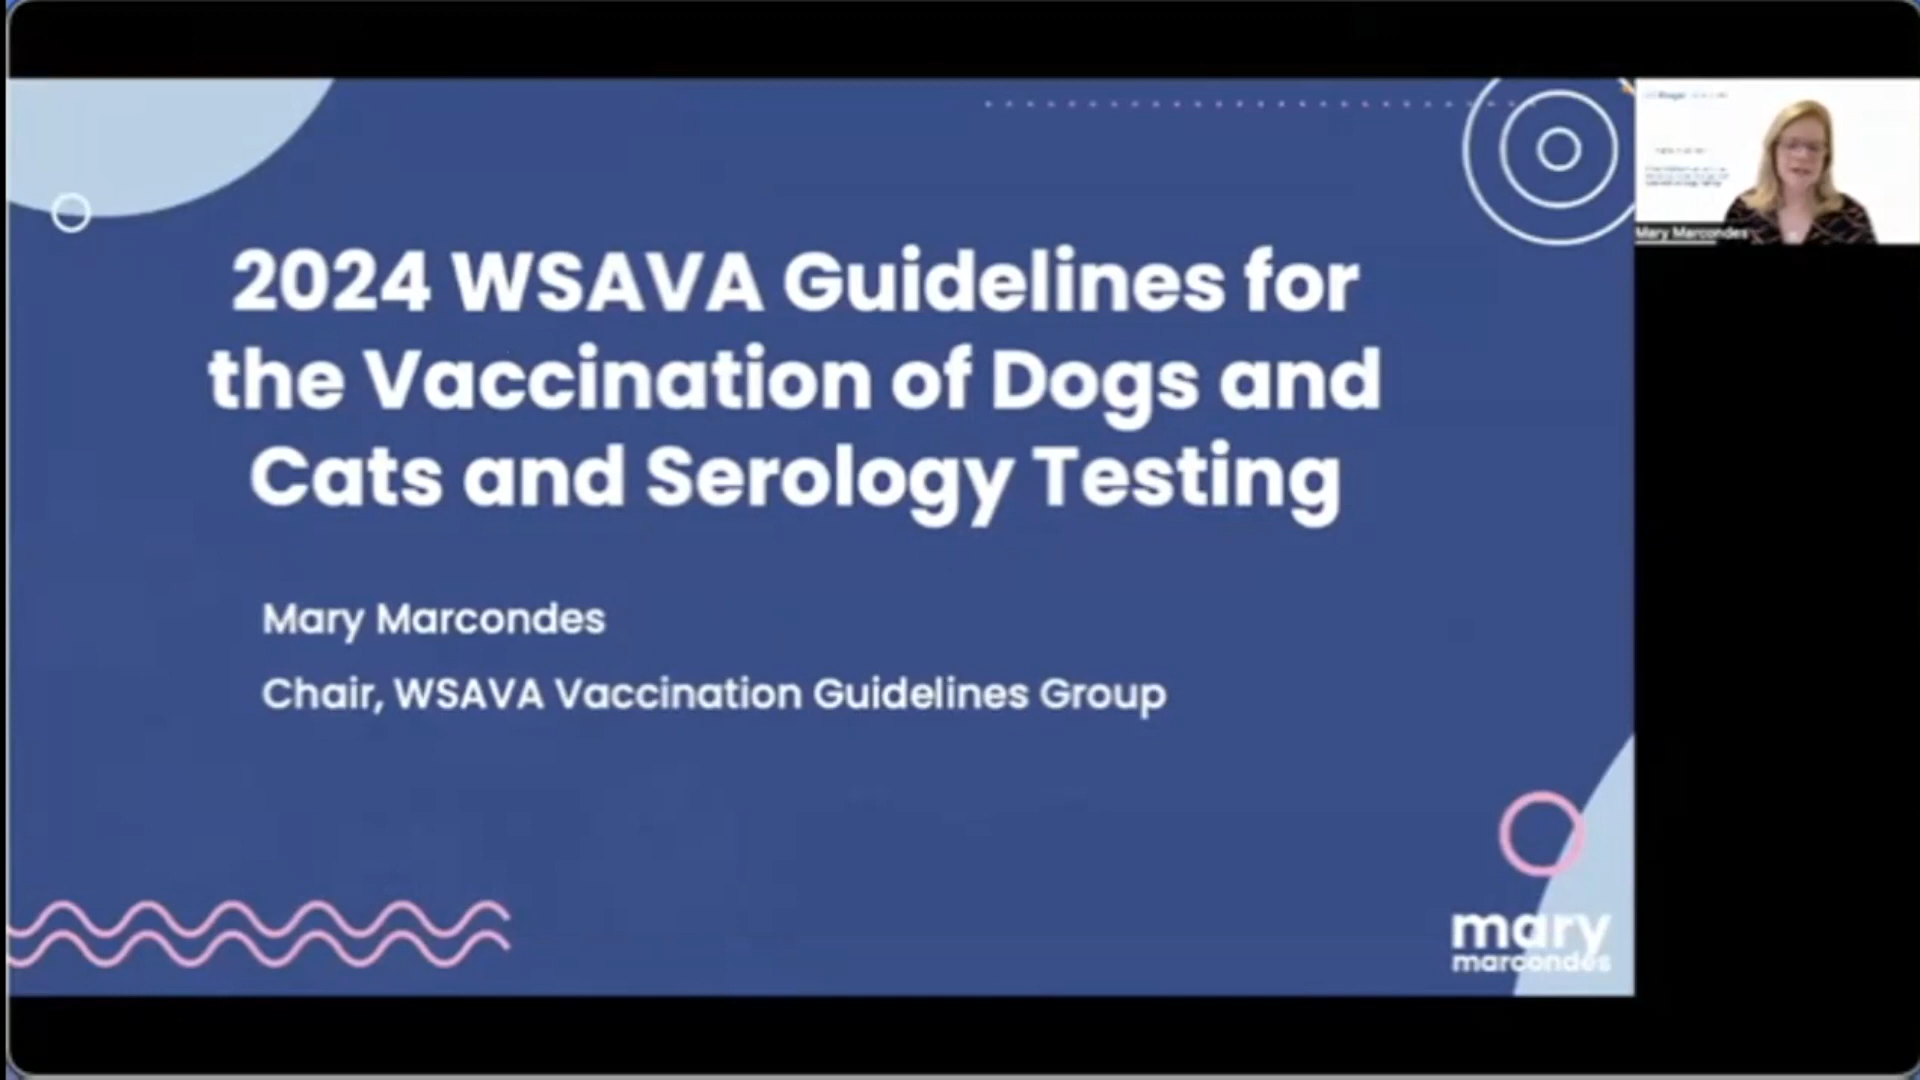 2024 WSAVA Guidelines for
the Vaccination of Dogs and
Cats and Serology Testing
Mary Marcondes
Chair, WSAVA Vaccination Guidelines Group
mary
marcondes
Mary Marcondes